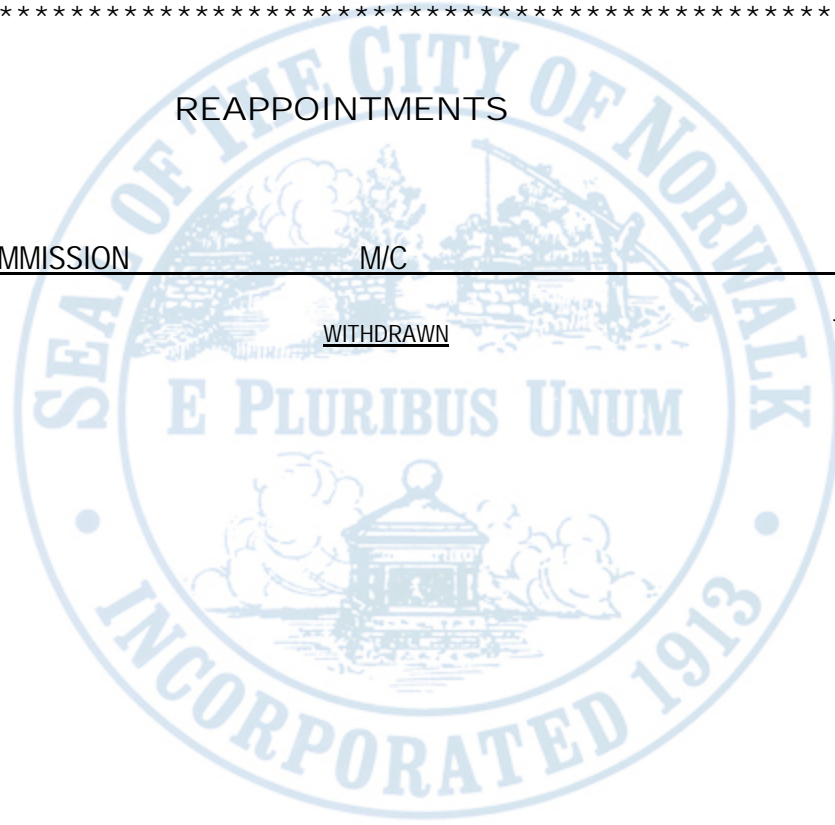 ***********************************************
SEAL OF THE CITY OF NORWALK
REAPPOINTMENTS
MMISSION M/C
WITHDRAWN
E PLURIBUS UNUM
• INCORPORATED 1913 •